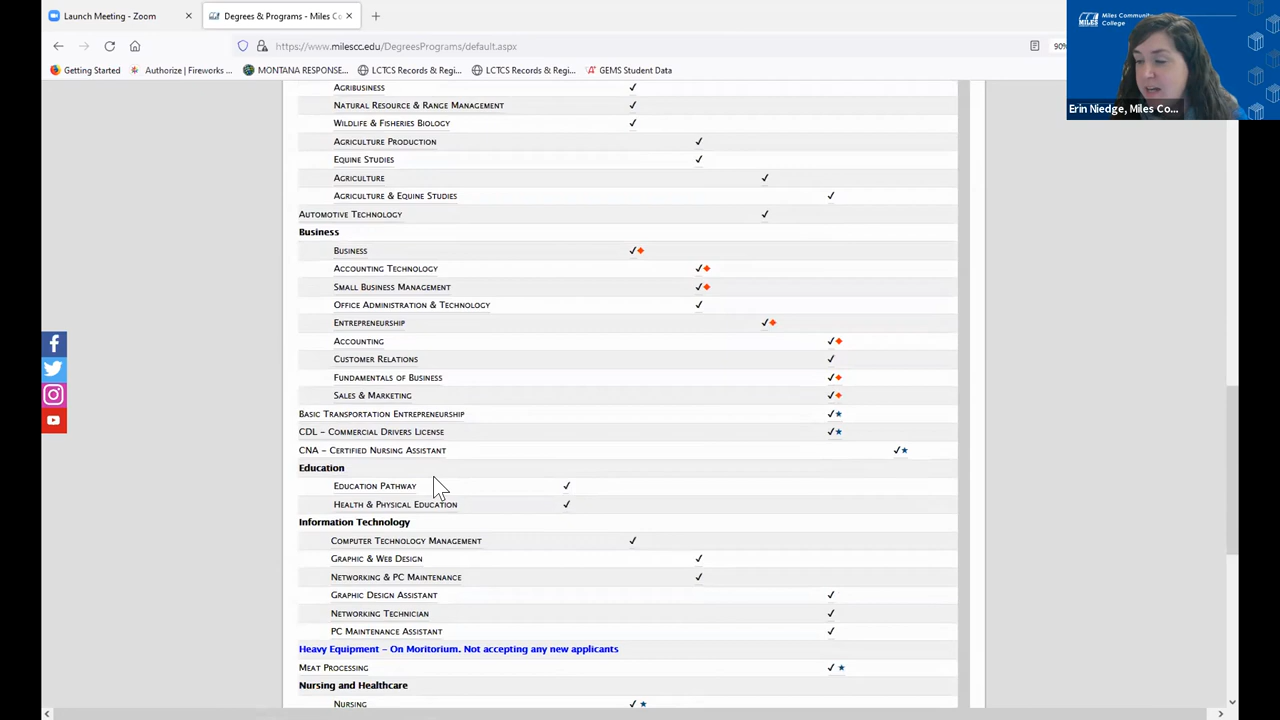 Launch Meeting - Zoom
Degrees & Programs - Miles Co
https://www.milescc.edu/DegreesPrograms/default.aspx
90%
Getting Started
Authorize | Fireworks ...
MONTANA RESPONSE...
LCTCS Records & Regi...
LCTCS Records & Regi...
GEMS Student Data
MILES
Miles Community
College
Erin Niedge, Miles Co...
Agribusiness
Natural Resource & Range Management
Wildlife & Fisheries Biology
Agriculture Production
Equine Studies
Agriculture
Agriculture & Equine Studies
Automotive Technology
Business
Business
Accounting Technology
Small Business Management
Office Administration & Technology
Entrepreneurship
Accounting
Customer Relations
Fundamentals of Business
Sales & Marketing
Basic Transportation Entrepreneurship
CDL – Commercial Drivers License
CNA – Certified Nursing Assistant
Education
Education Pathway
Health & Physical Education
Information Technology
Computer Technology Management
Graphic & Web Design
Networking & PC Maintenance
Graphic Design Assistant
Networking Technician
PC Maintenance Assistant
Heavy Equipment – On Moritorium. Not accepting any new applicants
Meat Processing
Nursing and Healthcare
Nursing